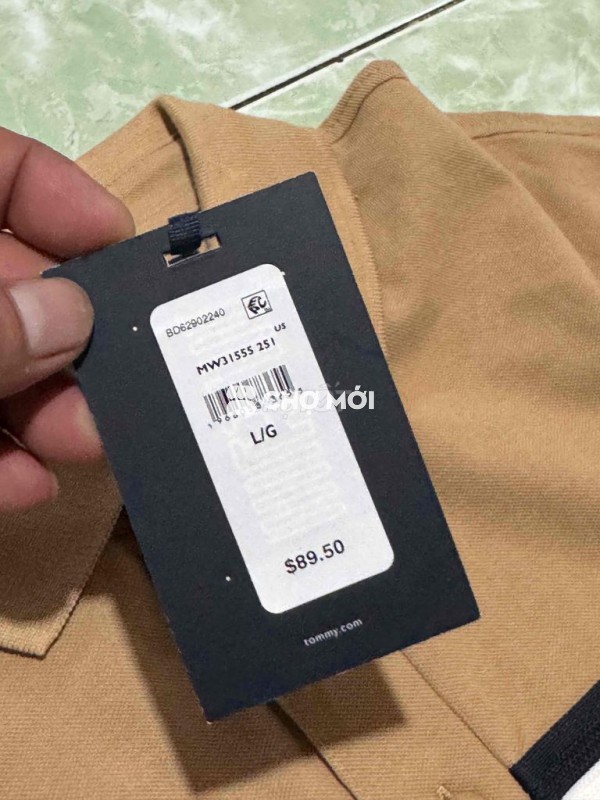 BD62902240
US
MW31555 251
CHỢ MỚI
L/G
$89.50
tommy.com